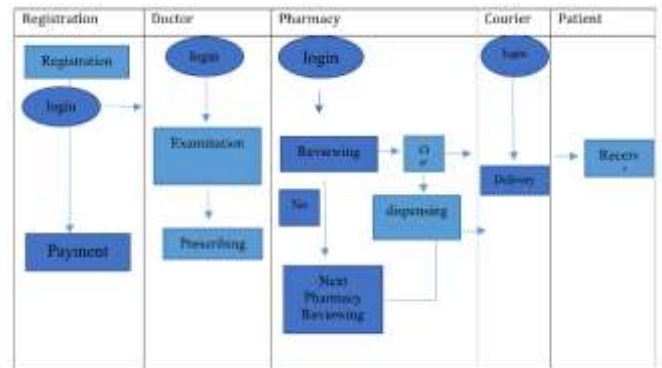 Registration
Doctor
Pharmacy
Courier
Patient
Registration
login
Payment
login
Examination
Prescribing
login
Reviewing
No
dispensing
Next
Pharmacy
Reviewing
Delivery